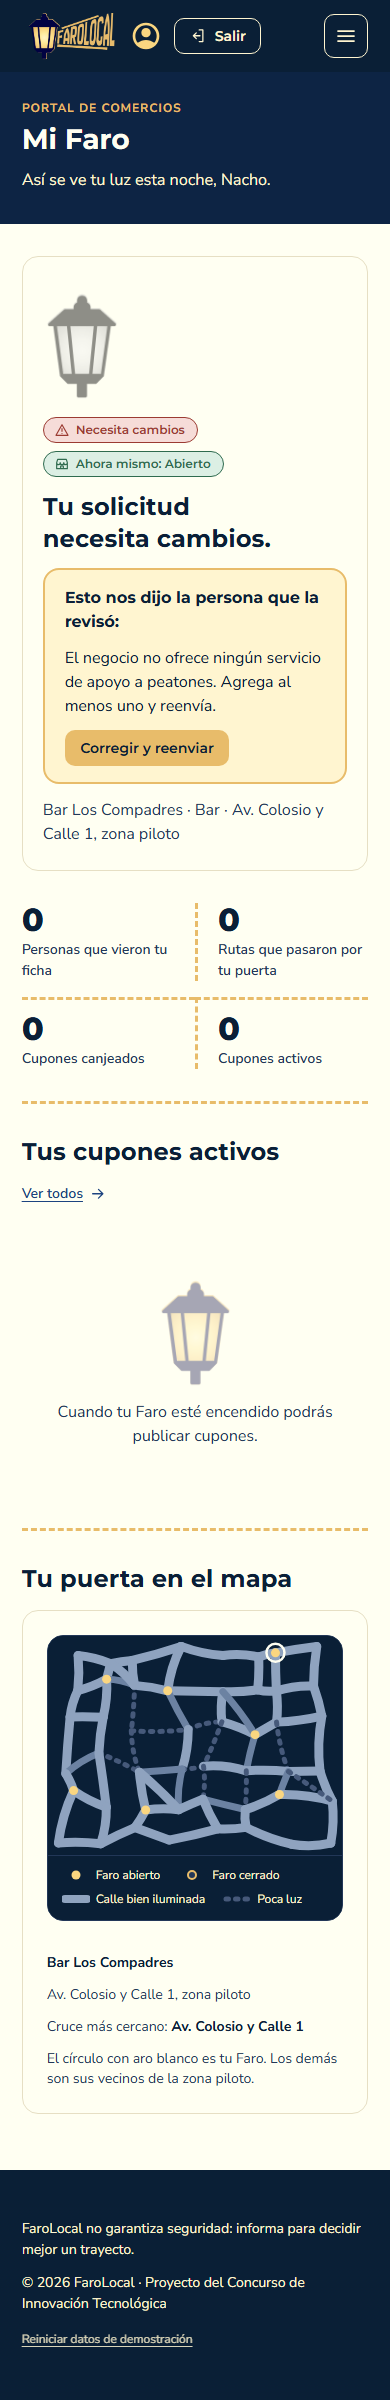 FAROLOCAL
Salir
PORTAL DE COMERCIOS
Mi Faro
Así se ve tu luz esta noche, Nacho.
Necesita cambios
Ahora mismo: Abierto
Tu solicitud
necesita cambios.
Esto nos dijo la persona que la
revisó:
El negocio no ofrece ningún servicio
de apoyo a peatones. Agrega al
menos uno y reenvía.
Corregir y reenviar
Bar Los Compadres · Bar · Av. Colosio y
Calle 1, zona piloto
0
Personas que vieron tu
ficha
0
Rutas que pasaron por
tu puerta
0
Cupones canjeados
0
Cupones activos
Tus cupones activos
Ver todos →
Cuando tu Faro esté encendido podrás
publicar cupones.
Tu puerta en el mapa
Faro abierto
Faro cerrado
Calle bien iluminada
Poca luz
Bar Los Compadres
Av. Colosio y Calle 1, zona piloto
Cruce más cercano: Av. Colosio y Calle 1
El círculo con aro blanco es tu Faro. Los demás
son sus vecinos de la zona piloto.
FaroLocal no garantiza seguridad: informa para decidir
mejor un trayecto.
© 2026 FaroLocal · Proyecto del Concurso de
Innovación Tecnológica
Reiniciar datos de demostración